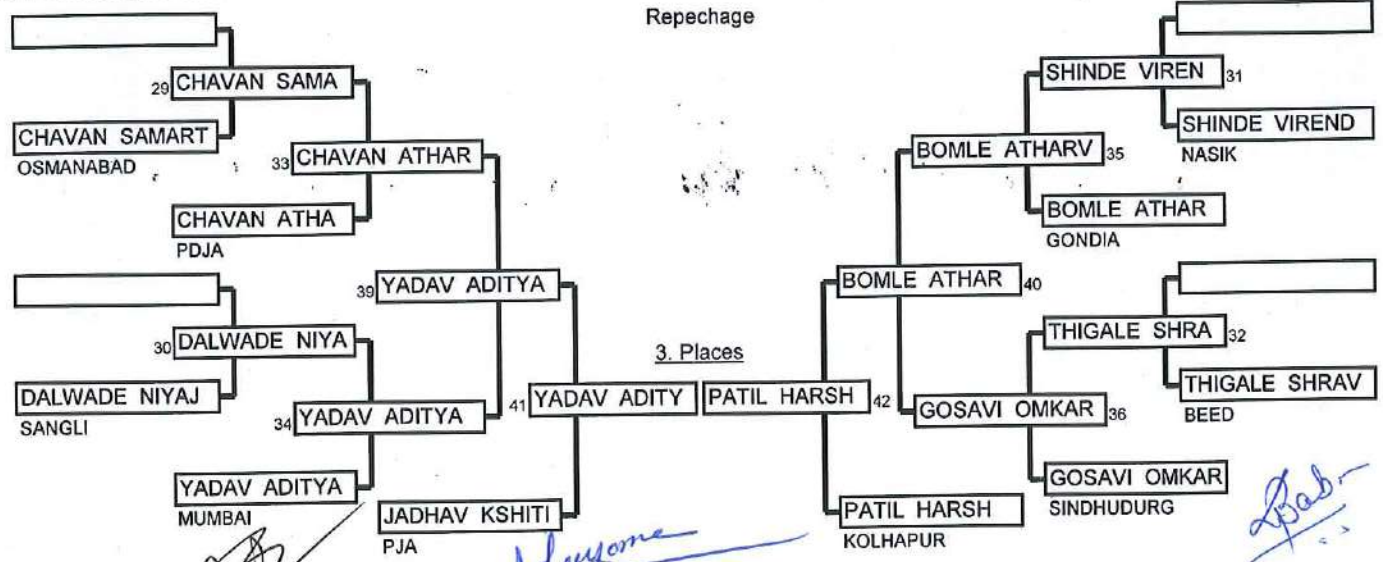 Repechage
29 CHAVAN SAMA
SHINDE VIREN 31
CHAVAN SAMART
OSMANABAD
SHINDE VIREND
NASIK
33 CHAVAN ATHAR
BOMLE ATHARV 35
CHAVAN ATHA
PDJA
BOMLE ATHAR
GONDIA
39 YADAV ADITYA
BOMLE ATHAR 40
30 DALWADE NIYA
THIGALE SHRA 32
3. Places
DALWADE NIYAJ
SANGLI
41 YADAV ADITY
PATIL HARSH 42
THIGALE SHRAV
BEED
34 YADAV ADITYA
GOSAVI OMKAR 36
YADAV ADITYA
MUMBAI
JADHAV KSHITI
PJA
PATIL HARSH
KOLHAPUR
GOSAVI OMKAR
SINDHUDURG